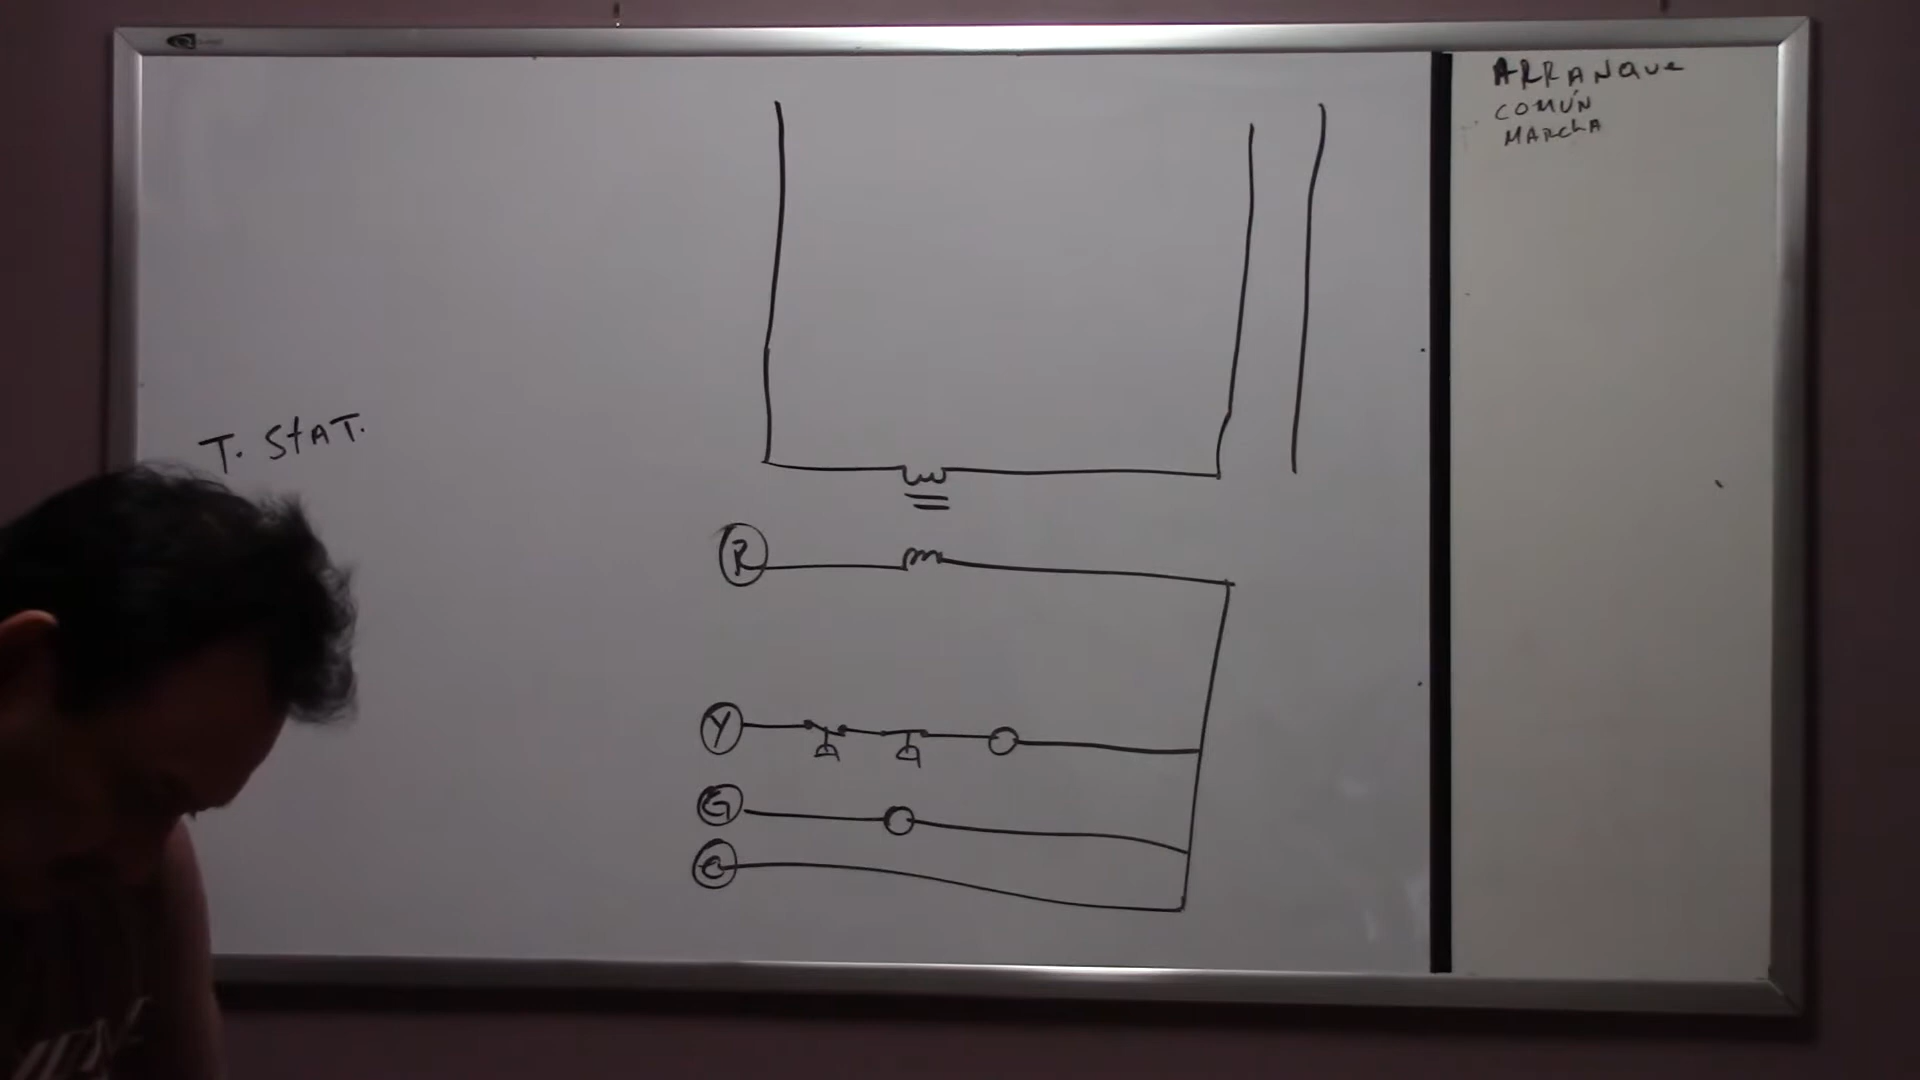 ARRANQUE
COMÚN
MARCHA
T. STAT.
R
Y
G
C